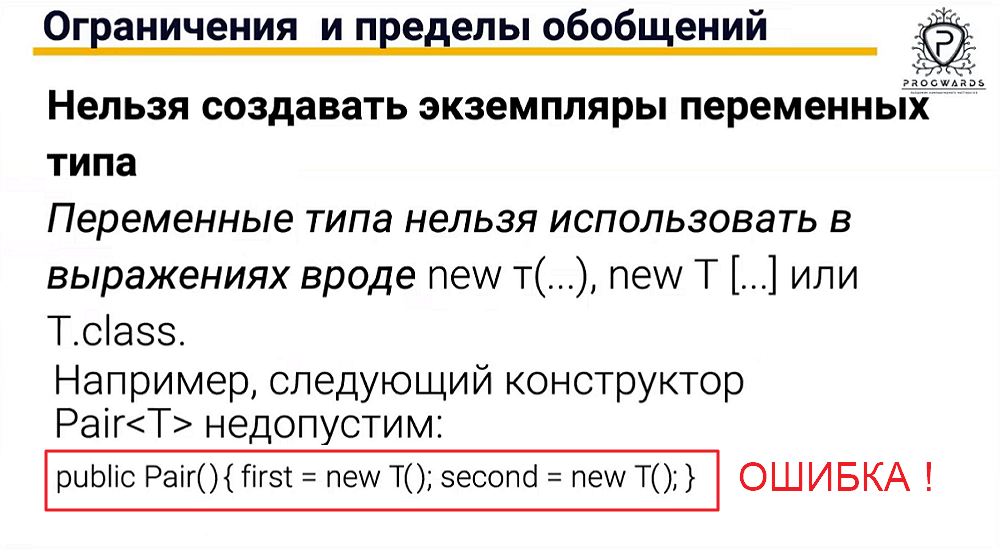 Ограничения и пределы обобщений
PROGWARDS
Нельзя создавать экземпляры переменных
типа
Переменные типа нельзя использовать в
выражениях вроде new т(...), new T [...] или
T.class.
Например, следующий конструктор
Pair<T> недопустим:
public Pair() { first = new T(); second = new T(); }
ОШИБКА !